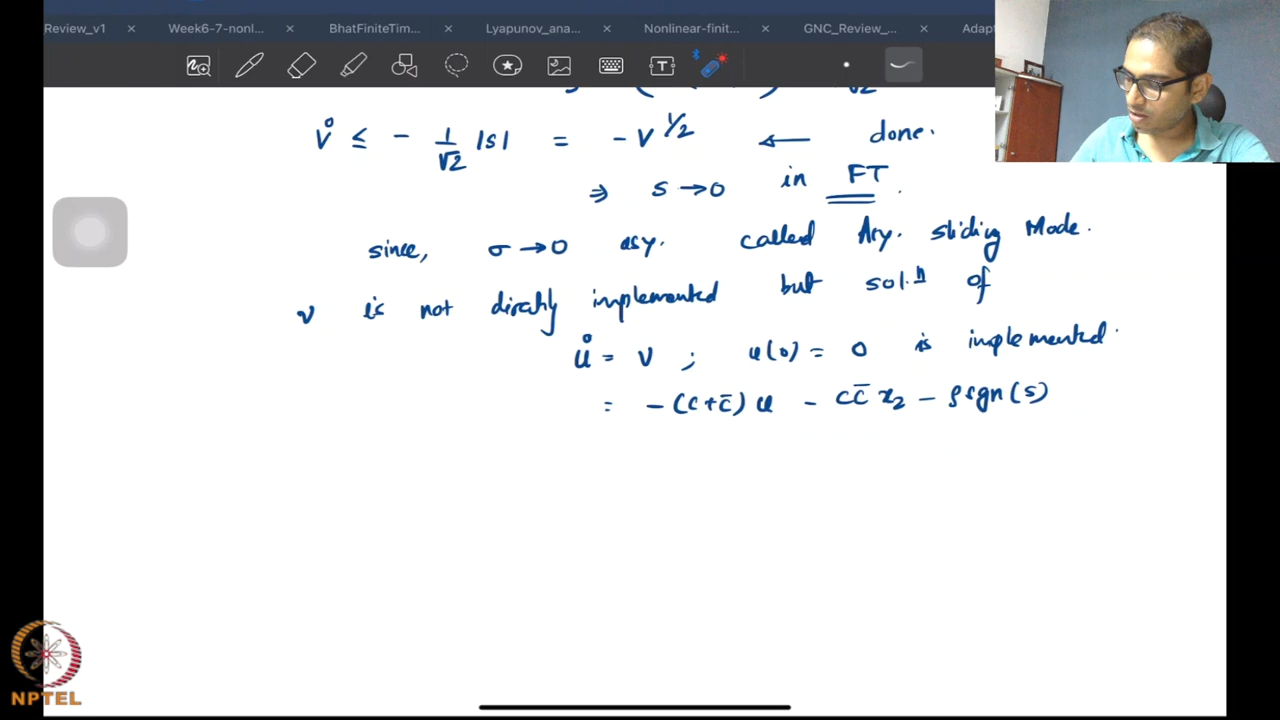 Review_v1 × Week6-7-nonl... × BhatFiniteTim... × Lyapunov_ana... × Nonlinear-finit... × GNC_Review_... × Adap
v̊ ≤ - 1/√2 |s| = - V^1/2 ← done.
⇒ s → 0 in FT.
since, σ → 0 asy. called Asy. sliding Mode.
ν is not directly implemented but sol.n of
ů = ν ; u(0) = 0 is implemented.
= - (c + c̄) u - c c̄ x₂ - ρ sgn(s)
NPTEL